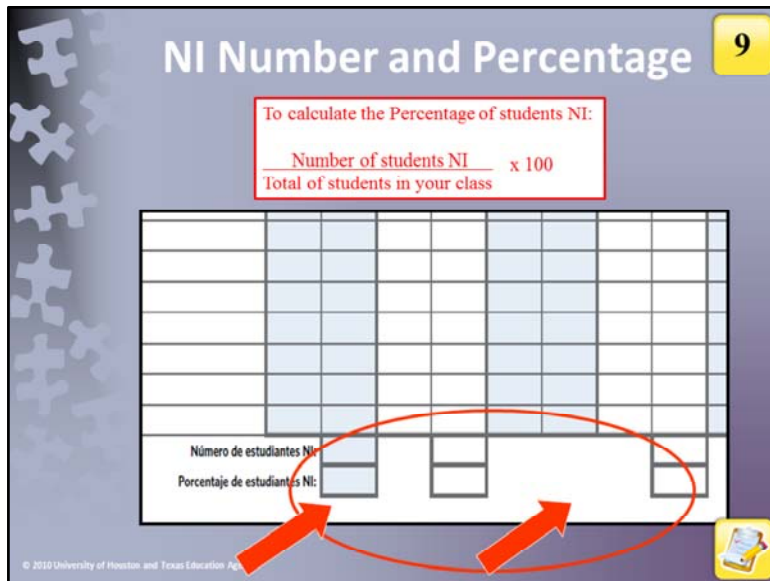 NI Number and Percentage
9
To calculate the Percentage of students NI:
Number of students NI x 100
Total of students in your class
Número de estudiantes NI:
Porcentaje de estudiantes NI:
© 2010 University of Houston and Texas Education